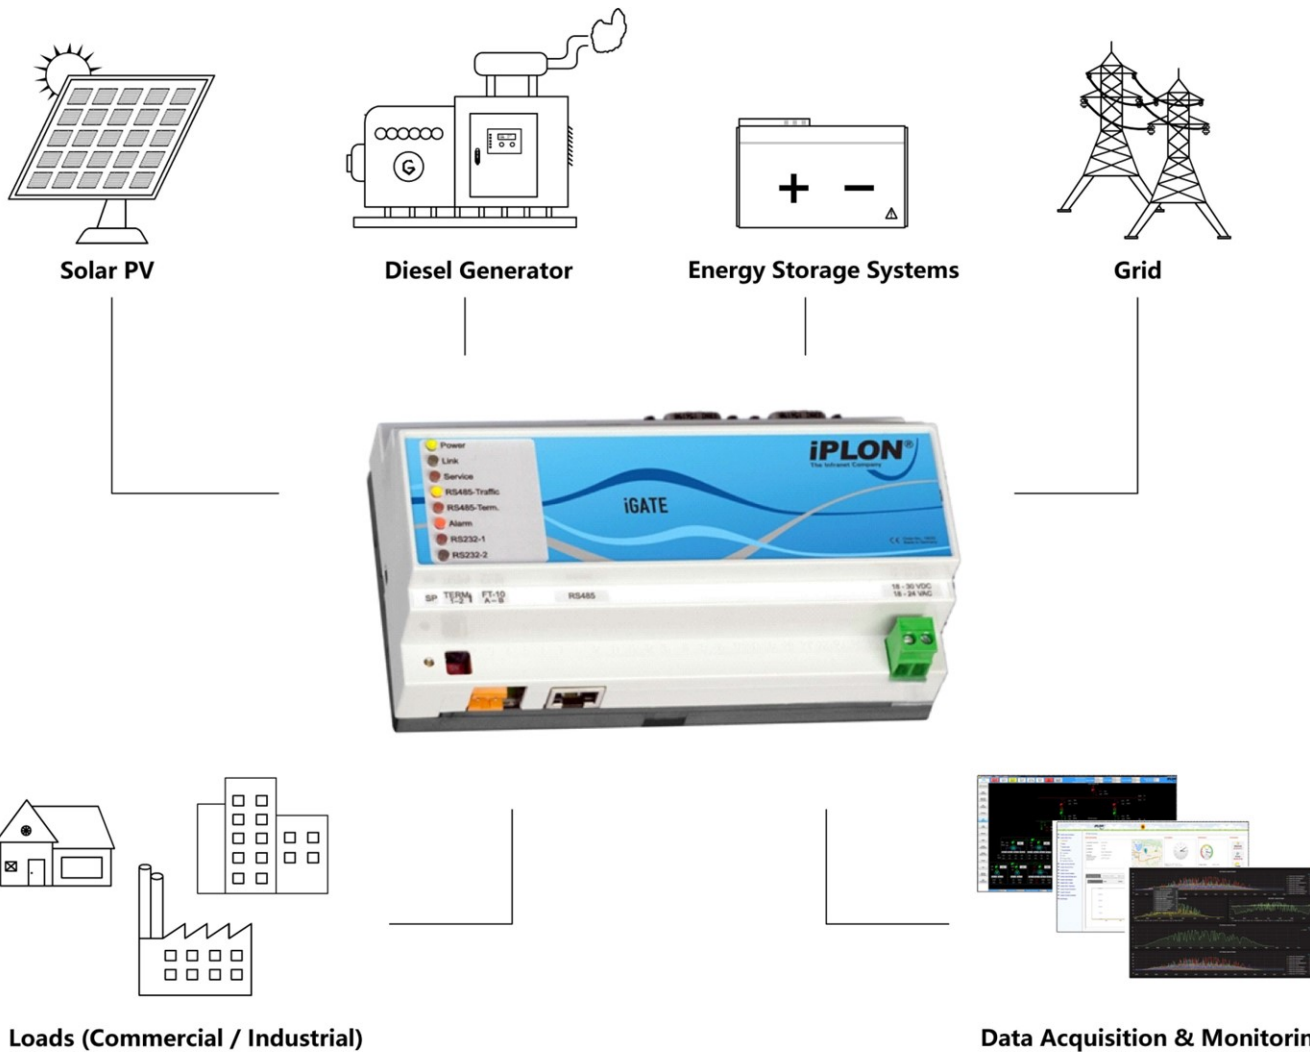 Solar PV
Diesel Generator
Energy Storage Systems
Grid
Power
Link
Service
RS485-Traffic
RS485-Term.
Alarm
RS232-1
RS232-2
iPLON®
The Infranet Company
iGATE
SP
TERM
1-2
FT-10
A-B
RS485
18 - 30 VDC
18 - 24 VAC
Loads (Commercial / Industrial)
Data Acquisition & Monitorin